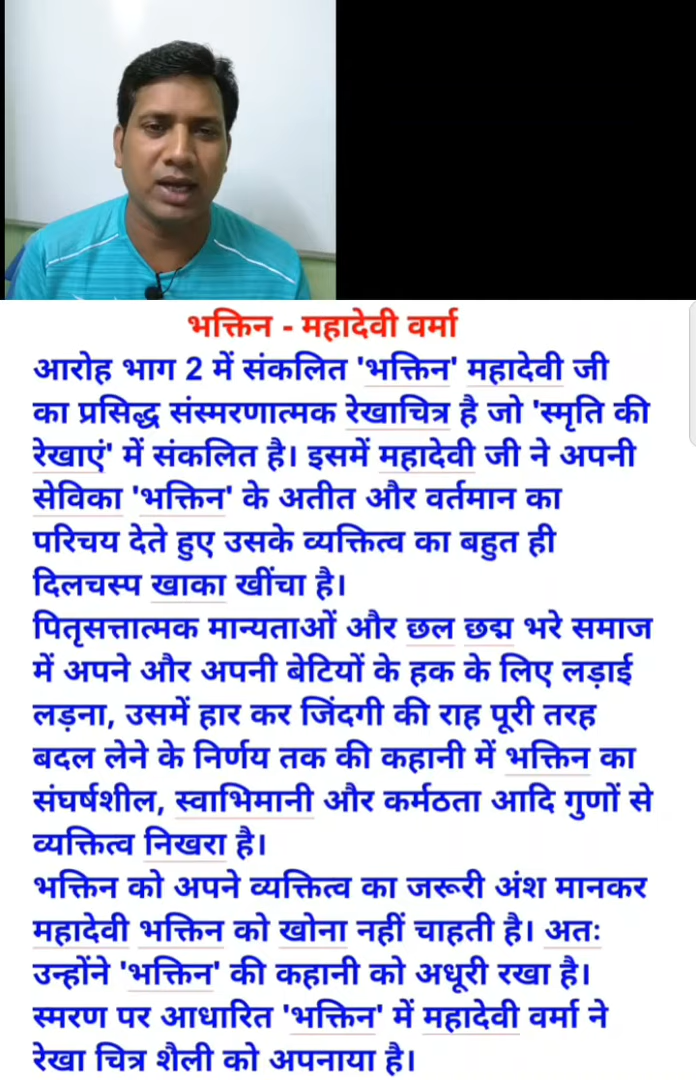 भक्तिन - महादेवी वर्मा
आरोह भाग 2 में संकलित 'भक्तिन' महादेवी जी
का प्रसिद्ध संस्मरणात्मक रेखाचित्र है जो 'स्मृति की
रेखाएं' में संकलित है। इसमें महादेवी जी ने अपनी
सेविका 'भक्तिन' के अतीत और वर्तमान का
परिचय देते हुए उसके व्यक्तित्व का बहुत ही
दिलचस्प खाका खींचा है।
पितृसत्तात्मक मान्यताओं और छल छद्म भरे समाज
में अपने और अपनी बेटियों के हक के लिए लड़ाई
लड़ना, उसमें हार कर जिंदगी की राह पूरी तरह
बदल लेने के निर्णय तक की कहानी में भक्तिन का
संघर्षशील, स्वाभिमानी और कर्मठता आदि गुणों से
व्यक्तित्व निखरा है।
भक्तिन को अपने व्यक्तित्व का जरूरी अंश मानकर
महादेवी भक्तिन को खोना नहीं चाहती है। अतः
उन्होंने 'भक्तिन' की कहानी को अधूरी रखा है।
स्मरण पर आधारित 'भक्तिन' में महादेवी वर्मा ने
रेखा चित्र शैली को अपनाया है।